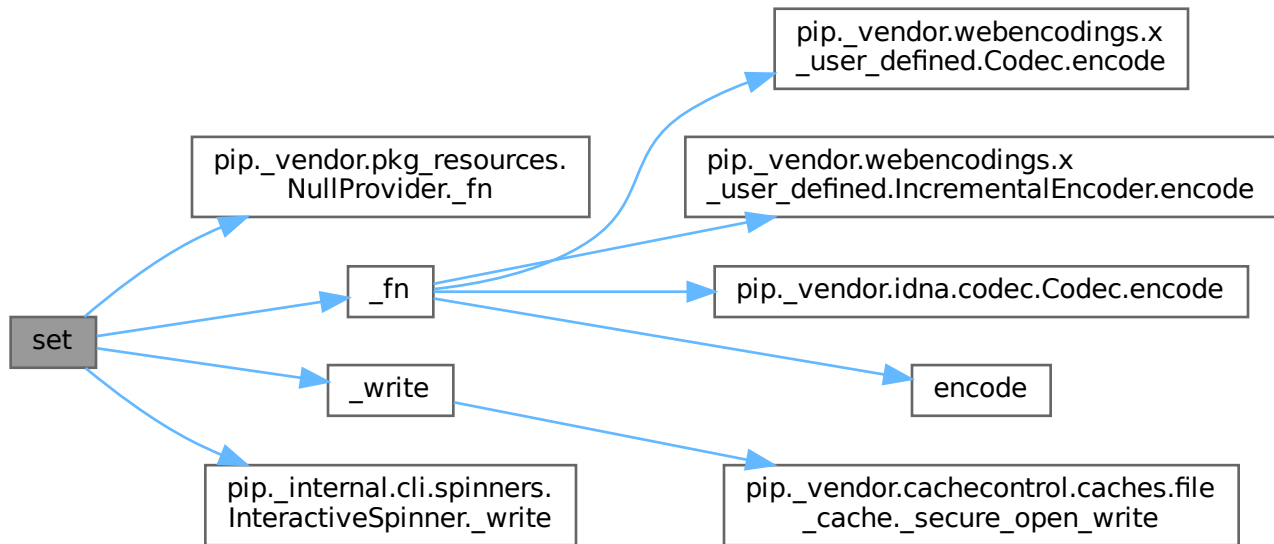 pip._vendor.webencodings.x
_user_defined.Codec.encode
pip._vendor.pkg_resources.
NullProvider._fn
pip._vendor.webencodings.x
_user_defined.IncrementalEncoder.encode
_fn
pip._vendor.idna.codec.Codec.encode
set
_write
encode
pip._internal.cli.spinners.
InteractiveSpinner._write
pip._vendor.cachecontrol.caches.file
_cache._secure_open_write